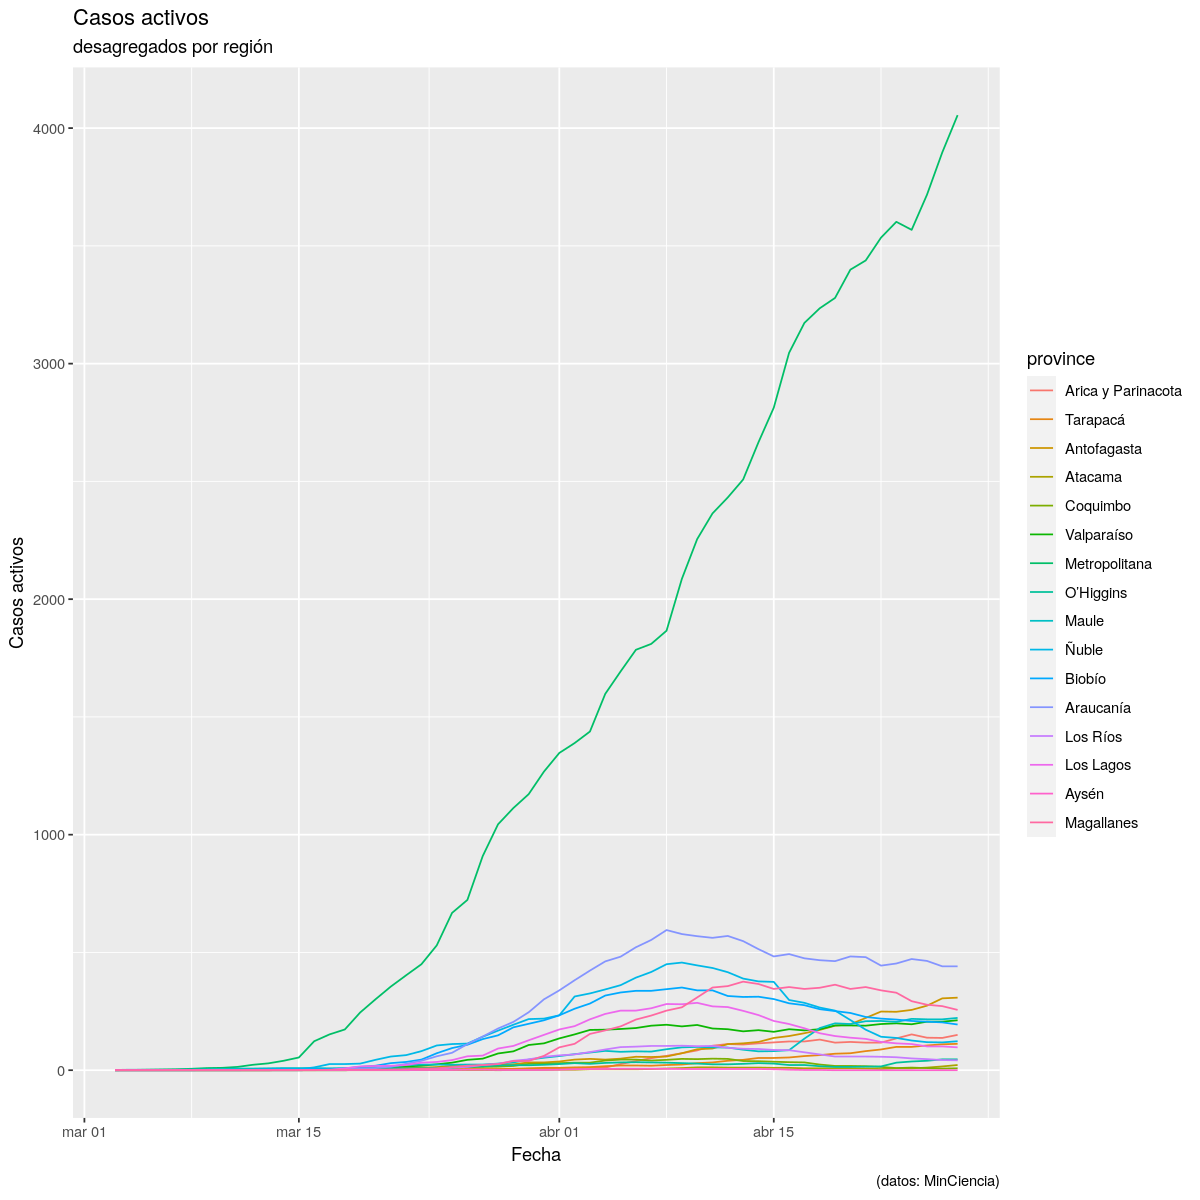 Casos activos
desagregados por región
4000
3000
2000
1000
0
Casos activos
mar 01
mar 15
abr 01
abr 15
Fecha
(datos: MinCiencia)
province
Arica y Parinacota
Tarapacá
Antofagasta
Atacama
Coquimbo
Valparaíso
Metropolitana
O'Higgins
Maule
Ñuble
Biobío
Araucanía
Los Ríos
Los Lagos
Aysén
Magallanes